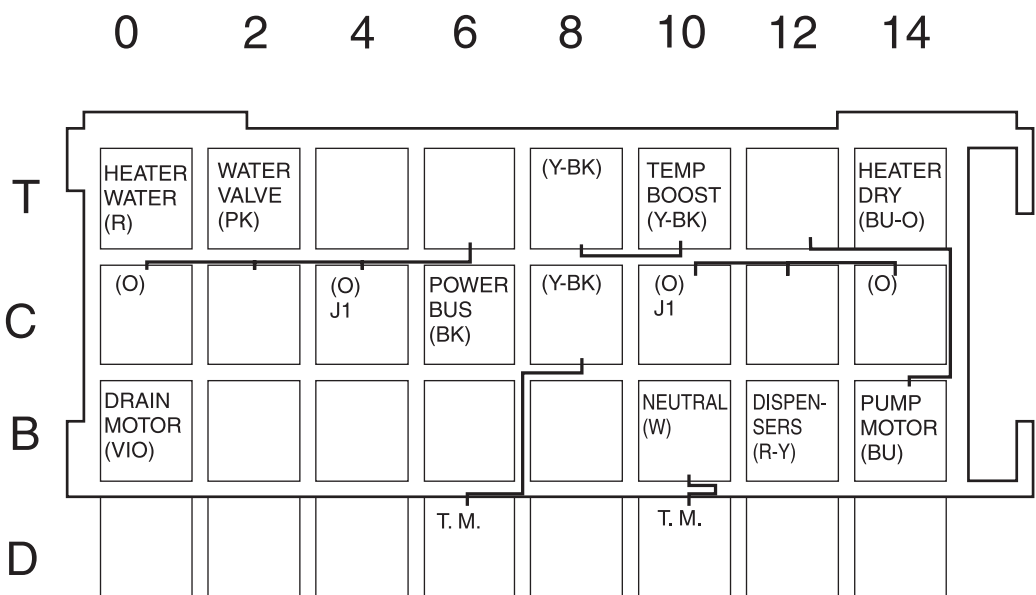 0 2 4 6 8 10 12 14
T
HEATER
WATER
(R)
WATER
VALVE
(PK)
(Y-BK)
TEMP
BOOST
(Y-BK)
HEATER
DRY
(BU-O)
C
(O)
(O)
J1
POWER
BUS
(BK)
(Y-BK)
(O)
J1
(O)
B
DRAIN
MOTOR
(VIO)
NEUTRAL
(W)
DISPEN-
SERS
(R-Y)
PUMP
MOTOR
(BU)
D
T. M.
T. M.